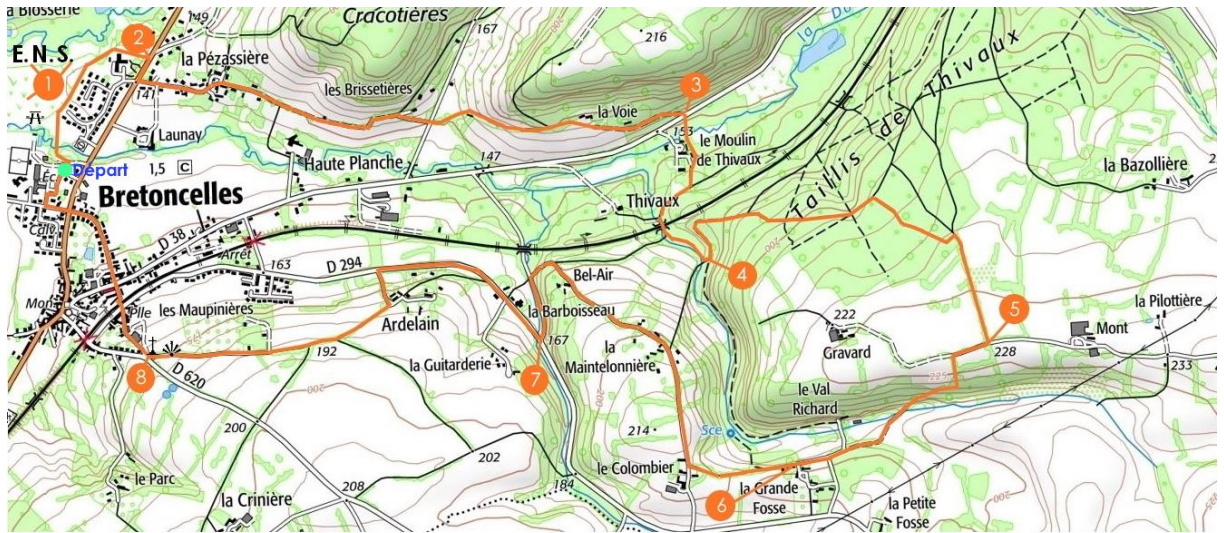 149
Cracotières
167
216
E.N.S.
2
1
la Pézassière
les Brissetières
141
la Voie
3
153
le Moulin
de Thivaux
Taillis de Thivaux
Launay
la Bazollière
Départ
1,5 C
Haute Planche
147
Bretoncelles
Thivaux
200
D 38
Arrêt
163
D 294
4
Bel-Air
5
la Pilottière
les Maupinières
Ardelain
la Barboisseau
222
Mont
Gravard
228
167
la
Maintelonnière
192
la Guitarderie
7
225
233
8
D 620
200
le Val
Richard
200
214
Sce
202
le Colombier
le Parc
208
184
la Crinière
6
la Grande
Fosse
200
la Petite
Fosse